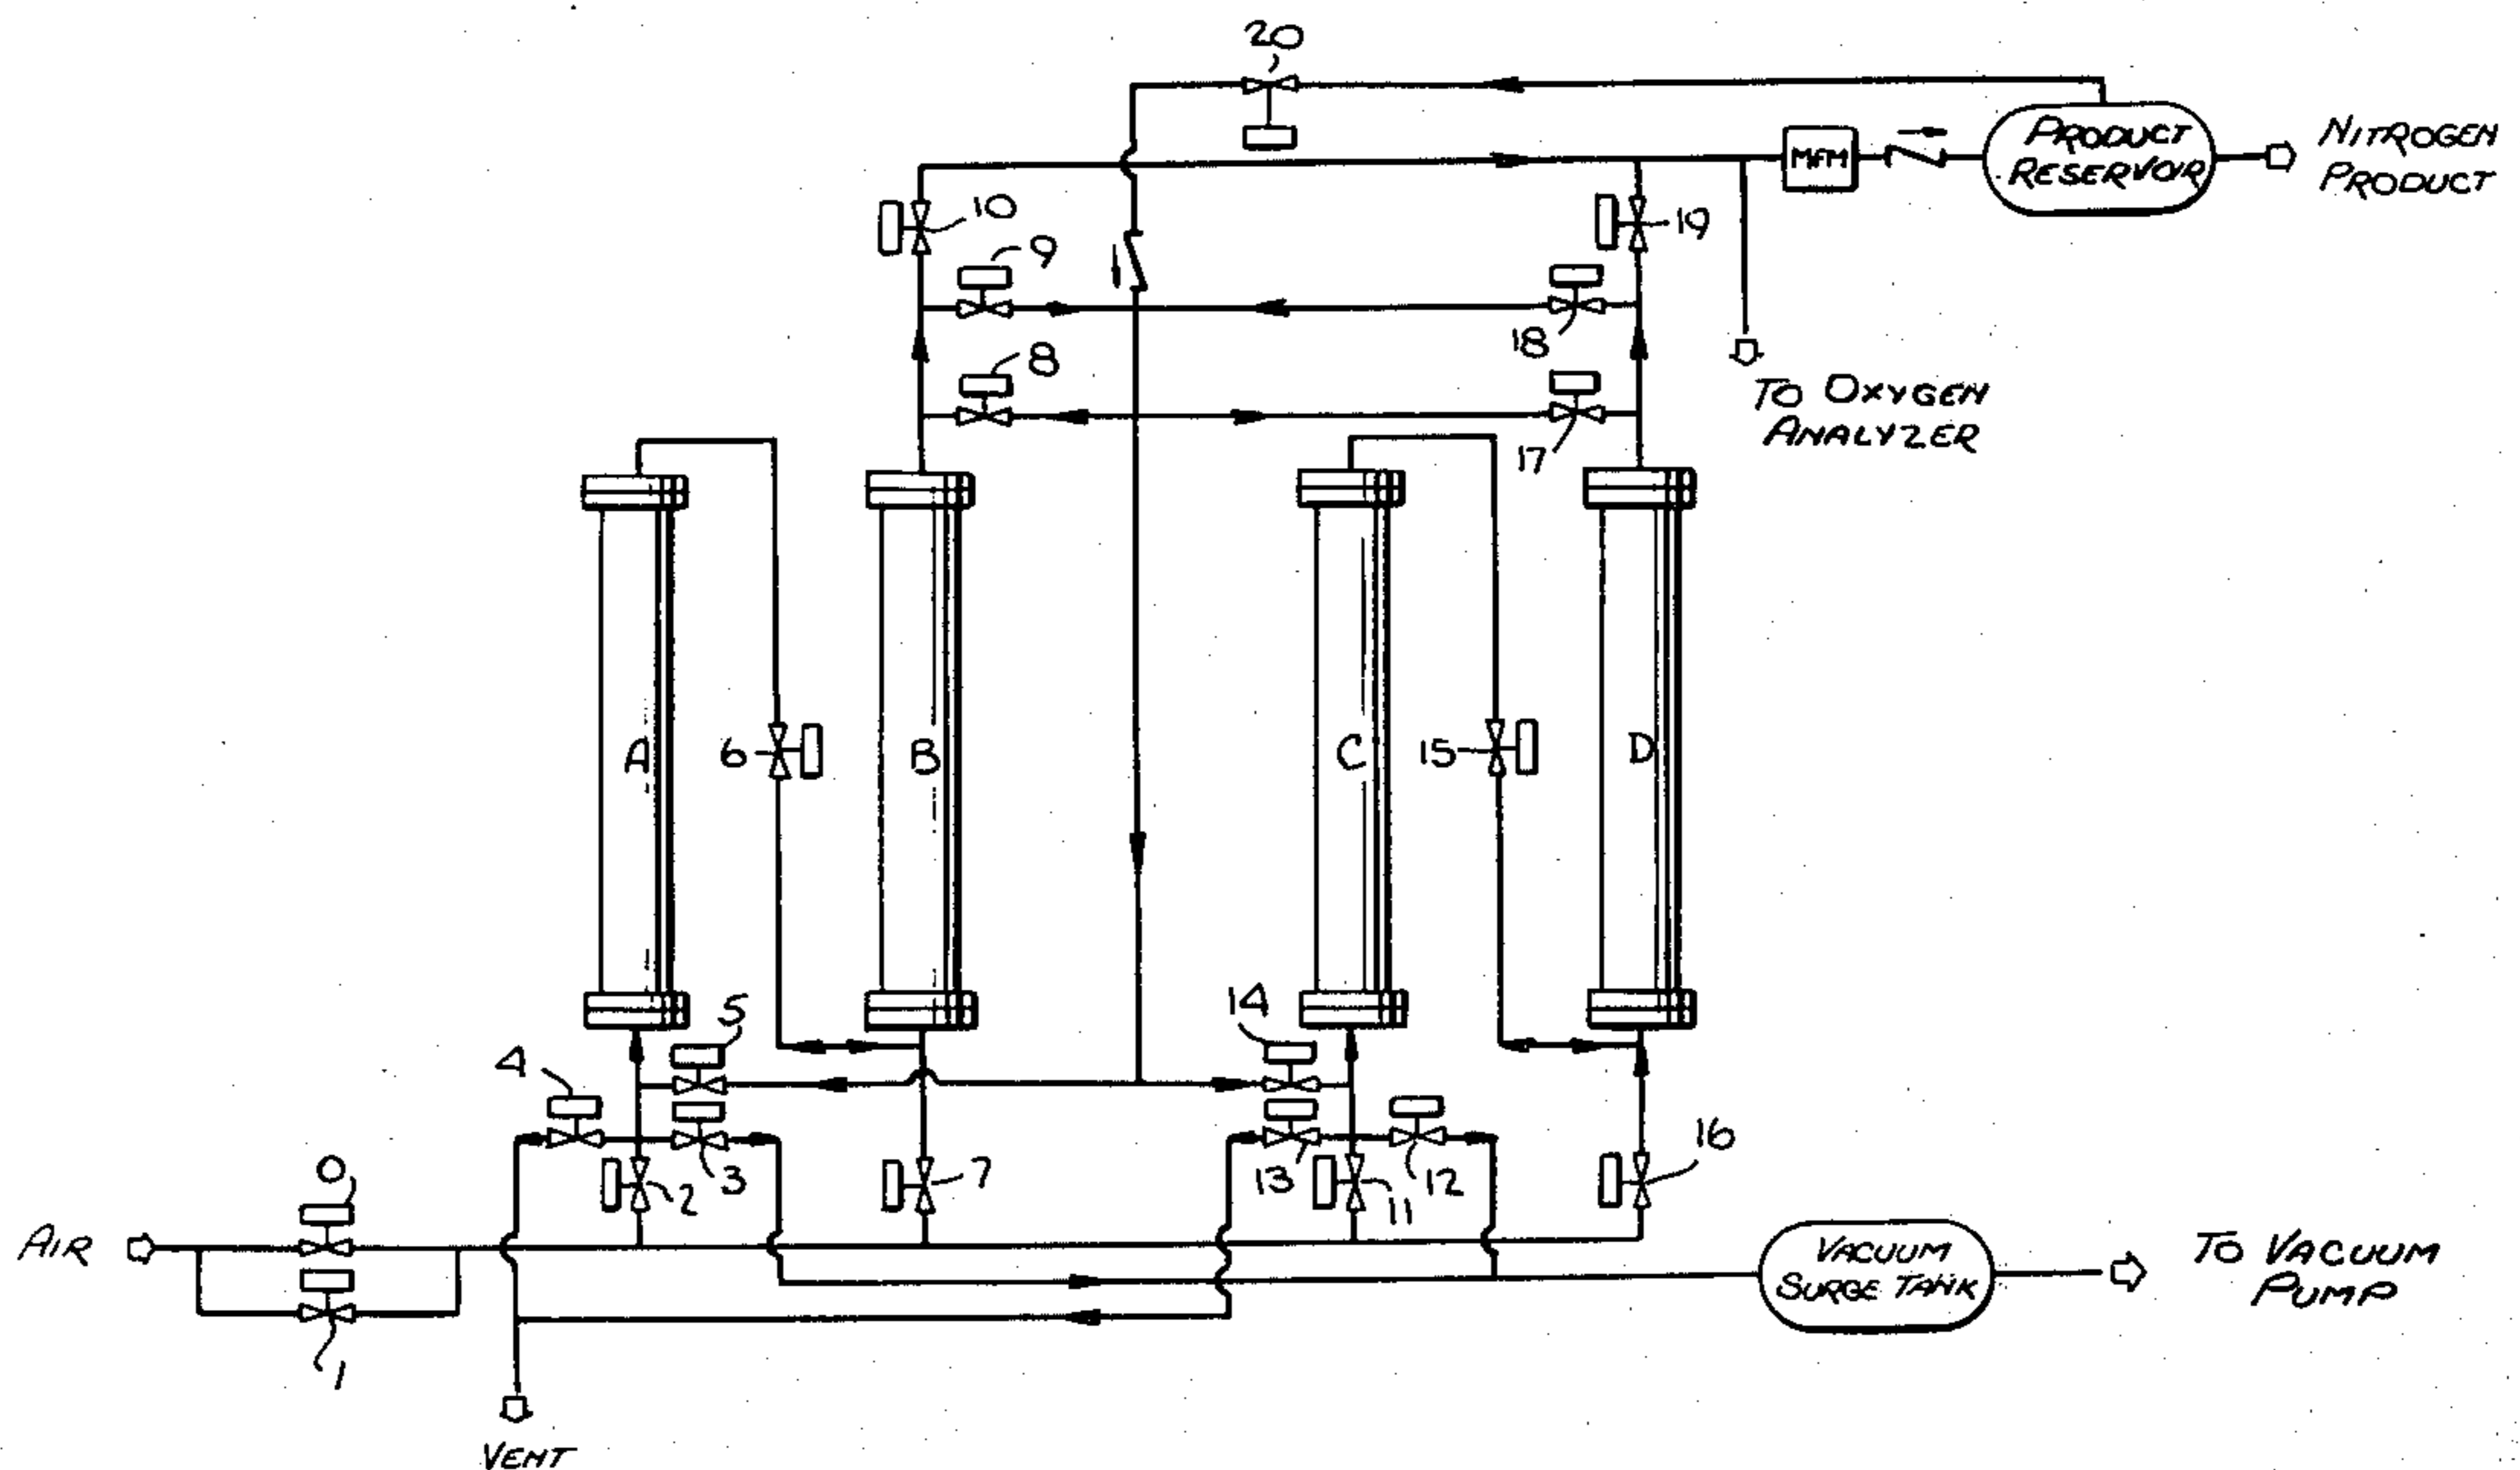 20
PRODUCT
RESERVOIR
NITROGEN
PRODUCT
MFM
10
19
9
18
8
17
TO OXYGEN
ANALYZER
A
6
B
C
15
D
5
14
4
16
0
2
3
7
13
11
12
AIR
VACUUM
SURGE TANK
TO VACUUM
PUMP
1
VENT